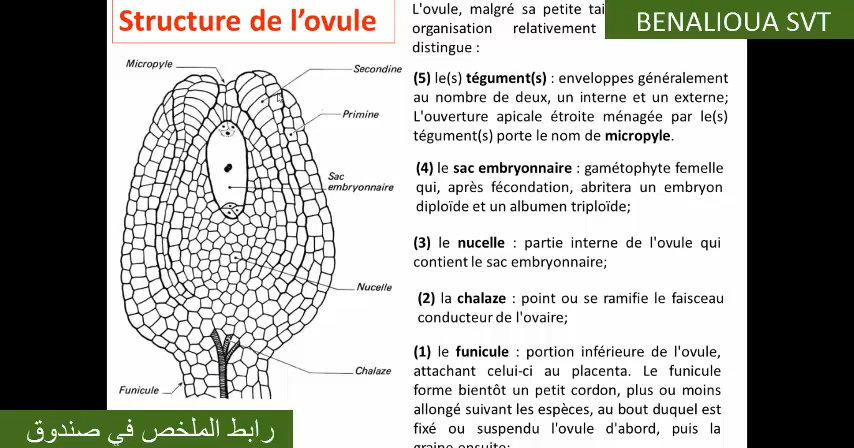 Structure de l'ovule
BENALIOUA SVT
Micropyle
Secondine
Primine
Sac
embryonnaire
Nucelle
Chalaze
Funicule
L'ovule, malgré sa petite
organisation relativement
distingue :
(5) le(s) tégument(s) : enveloppes généralement
au nombre de deux, un interne et un externe;
L'ouverture apicale étroite ménagée par le(s)
tégument(s) porte le nom de micropyle.
(4) le sac embryonnaire : gamétophyte femelle
qui, après fécondation, abritera un embryon
diploïde et un albumen triploïde;
(3) le nucelle : partie interne de l'ovule qui
contient le sac embryonnaire;
(2) la chalaze : point ou se ramifie le faisceau
conducteur de l'ovaire;
(1) le funicule : portion inférieure de l'ovule,
attachant celui-ci au placenta. Le funicule
forme bientôt un petit cordon, plus ou moins
allongé suivant les espèces, au bout duquel est
fixé ou suspendu l'ovule d'abord, puis la
graine ensuite;
رابط الملخص في صندوق